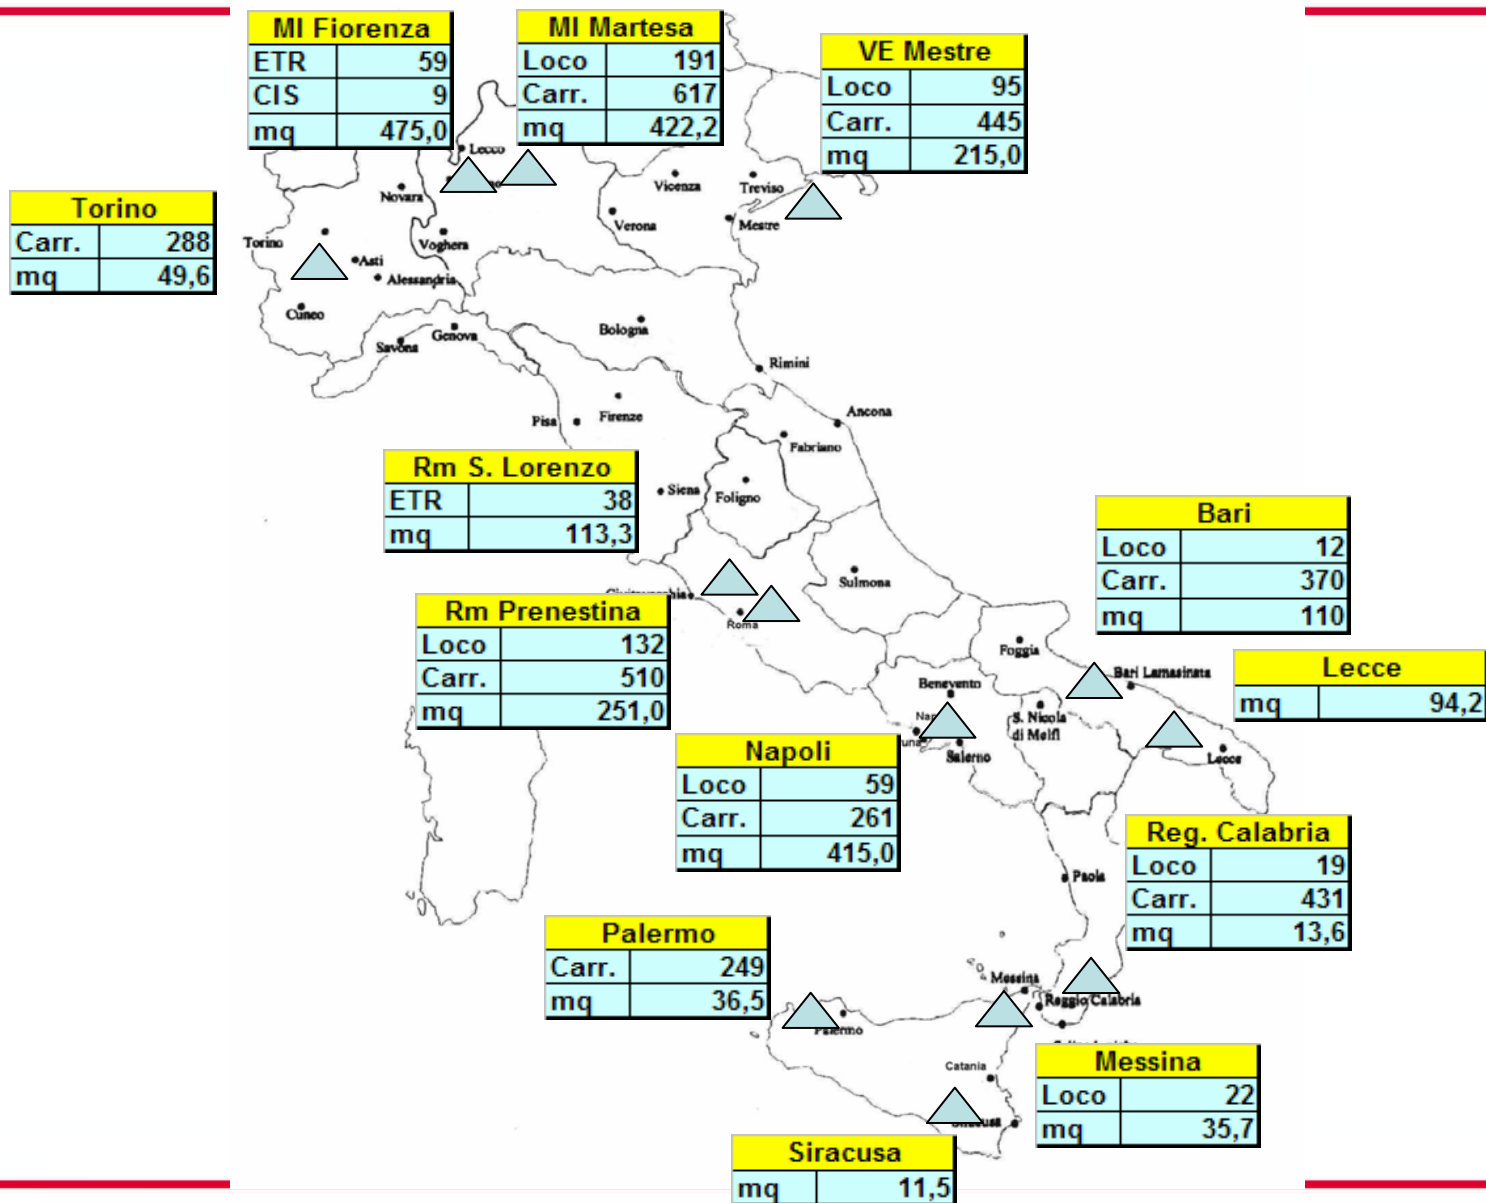 MI Fiorenza
ETR 59
CIS 9
mq 475,0
MI Martesa
Loco 191
Carr. 617
mq 422,2
VE Mestre
Loco 95
Carr. 445
mq 215,0
Torino
Carr. 288
mq 49,6
Lecco
Novara
Vicenza
Treviso
Verona
Mestre
Torino
Voghera
Asti
Alessandria
Cuneo
Genova
Savona
Bologna
Rimini
Pisa
Firenze
Ancona
Fabriano
Siena
Foligno
Rm S. Lorenzo
ETR 38
mq 113,3
Sulmona
Roma
Rm Prenestina
Loco 132
Carr. 510
mq 251,0
Bari
Loco 12
Carr. 370
mq 110
Foggia
Benevento
Bari Lamasinata
S. Nicola
di Melfi
Salerno
Lecce
Lecce
mq 94,2
Napoli
Loco 59
Carr. 261
mq 415,0
Reg. Calabria
Loco 19
Carr. 431
mq 13,6
Paola
Palermo
Carr. 249
mq 36,5
Messina
Reggio Calabria
Palermo
Catania
Messina
Loco 22
mq 35,7
Siracusa
mq 11,5